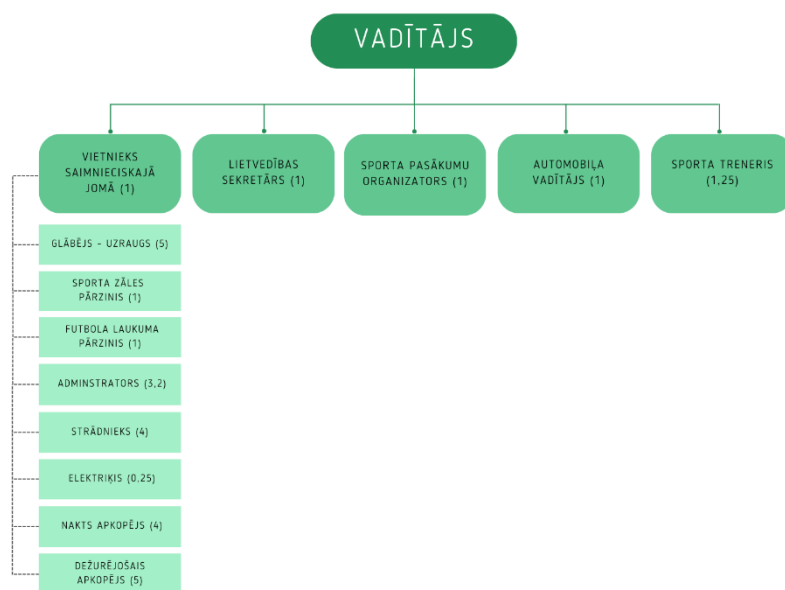 VADĪTĀJS
VIETNIEKS
SAIMNIECISKAJĀ
JOMĀ (1)
LIETVEDĪBAS
SEKRETĀRS (1)
SPORTA PASĀKUMU
ORGANIZATORS (1)
AUTOMOBIĻA
VADĪTĀJS (1)
SPORTA TRENERIS
(1,25)
GLĀBĒJS - UZRAUGS (5)
SPORTA ZĀLES
PĀRZINIS (1)
FUTBOLA LAUKUMA
PĀRZINIS (1)
ADMINSTRATORS (3,2)
STRĀDNIEKS (4)
ELEKTRIĶIS (0,25)
NAKTS APKOPĒJS (4)
DEŽURĒJOŠAIS
APKOPĒJS (5)